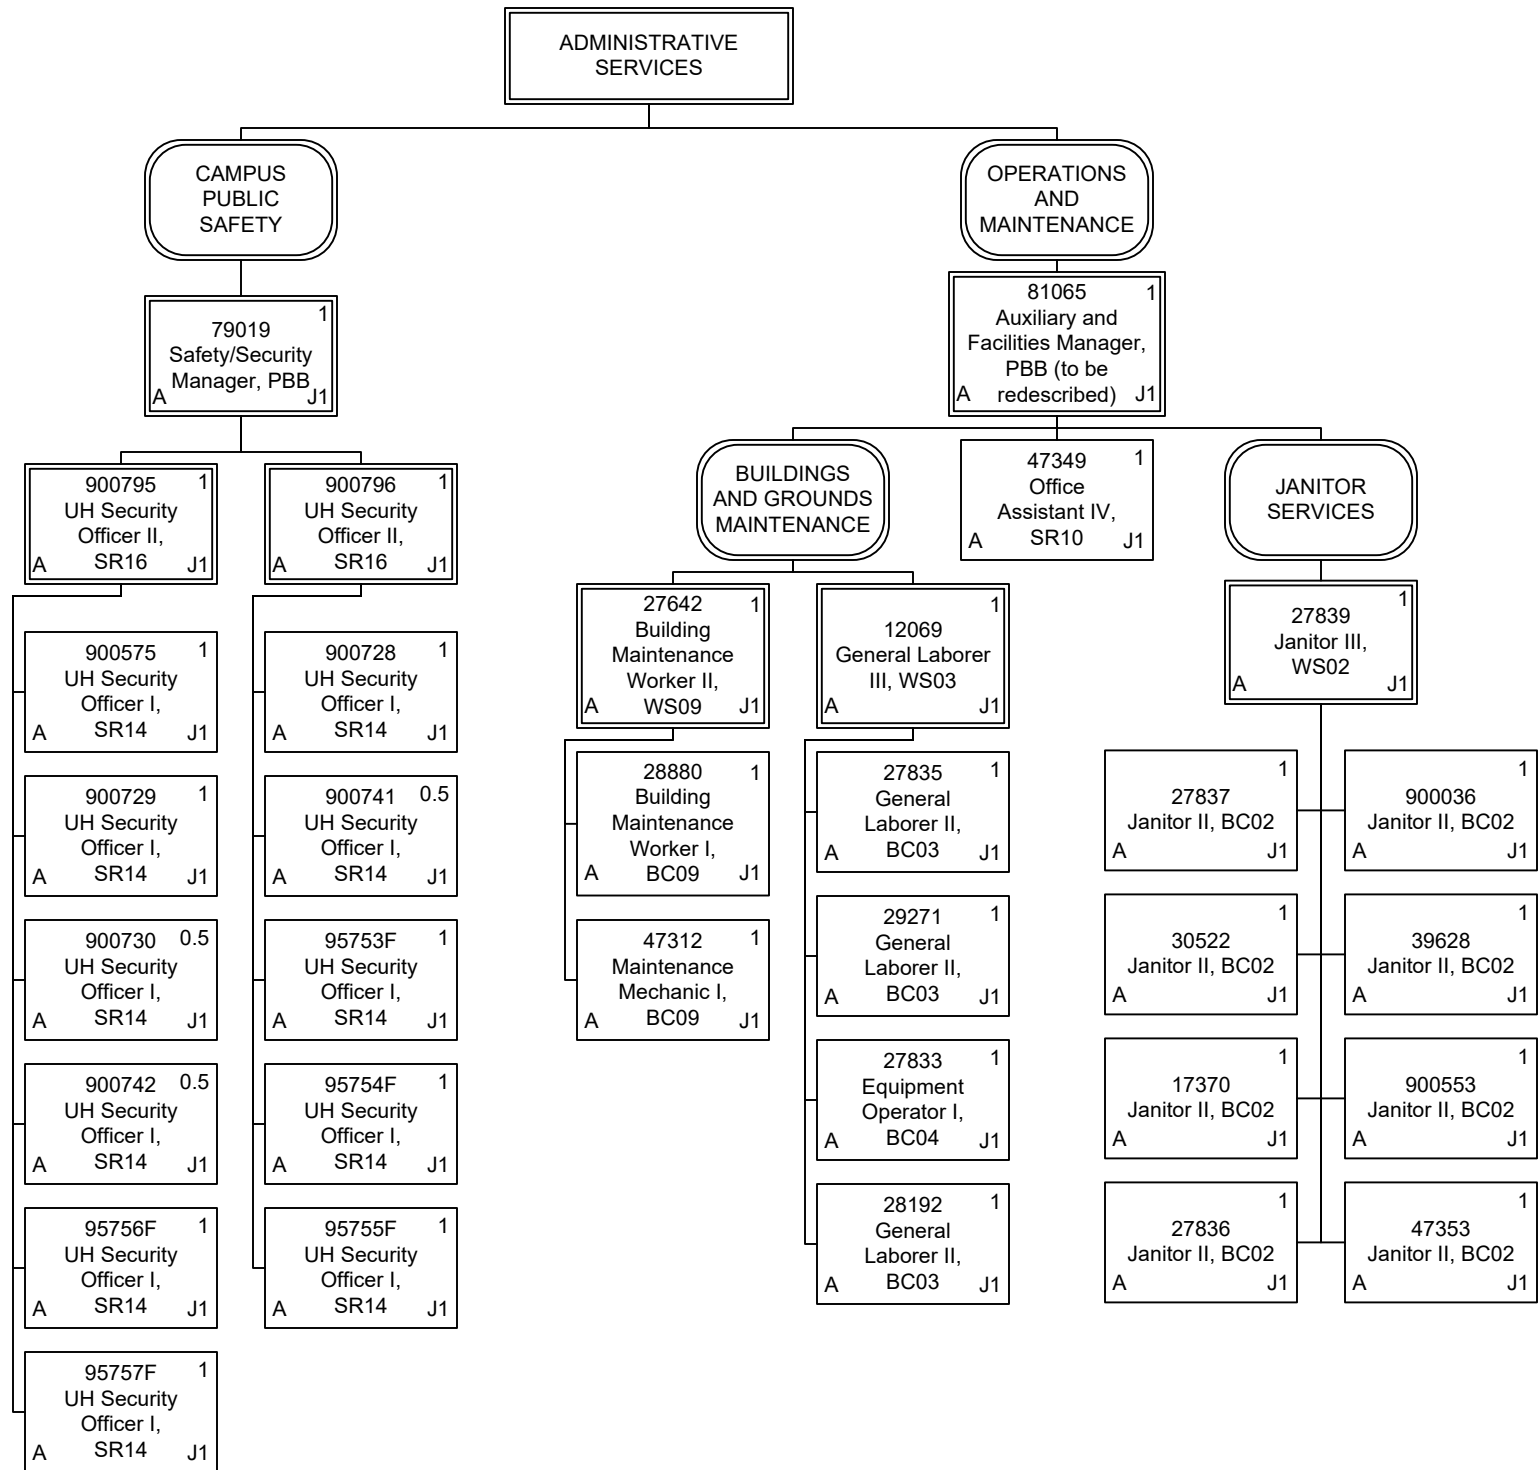 ADMINISTRATIVE
SERVICES
CAMPUS
PUBLIC
SAFETY
1
79019
Safety/Security
Manager, PBB
A J1
900795 1
UH Security
Officer II,
SR16
A J1
900575 1
UH Security
Officer I,
SR14
A J1
900729 1
UH Security
Officer I,
SR14
A J1
900730 0.5
UH Security
Officer I,
SR14
A J1
900742 0.5
UH Security
Officer I,
SR14
A J1
95756F 1
UH Security
Officer I,
SR14
A J1
95757F 1
UH Security
Officer I,
SR14
A J1
900796 1
UH Security
Officer II,
SR16
A J1
900728 1
UH Security
Officer I,
SR14
A J1
900741 0.5
UH Security
Officer I,
SR14
A J1
95753F 1
UH Security
Officer I,
SR14
A J1
95754F 1
UH Security
Officer I,
SR14
A J1
95755F 1
UH Security
Officer I,
SR14
A J1
OPERATIONS
AND
MAINTENANCE
81065 1
Auxiliary and
Facilities Manager,
PBB (to be
A redescribed) J1
BUILDINGS
AND GROUNDS
MAINTENANCE
27642 1
Building
Maintenance
Worker II,
A WS09 J1
28880 1
Building
Maintenance
Worker I,
A BC09 J1
47312 1
Maintenance
Mechanic I,
A BC09 J1
1
12069
General Laborer
III, WS03
A J1
27835 1
General
Laborer II,
A BC03 J1
29271 1
General
Laborer II,
A BC03 J1
27833 1
Equipment
Operator I,
A BC04 J1
28192 1
General
Laborer II,
A BC03 J1
47349 1
Office
Assistant IV,
A SR10 J1
JANITOR
SERVICES
1
27839
Janitor III,
WS02
A J1
1
27837
Janitor II, BC02
A J1
1
900036
Janitor II, BC02
A J1
1
30522
Janitor II, BC02
A J1
1
39628
Janitor II, BC02
A J1
1
17370
Janitor II, BC02
A J1
1
900553
Janitor II, BC02
A J1
1
27836
Janitor II, BC02
A J1
1
47353
Janitor II, BC02
A J1